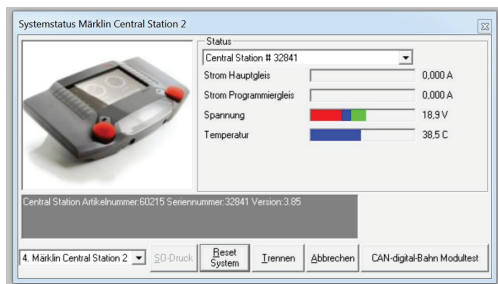 Systemstatus Märklin Central Station 2
Status
Central Station # 32841
Strom Hauptgleis 0,000 A
Strom Programmiergleis 0,000 A
Spannung 18,9 V
Temperatur 38,5 C
Central Station Artikelnummer:60215 Seriennummer:32841 Version:3.85
4. Märklin Central Station 2 SO-Druck Reset System Trennen Abbrechen CAN-digital-Bahn Modultest